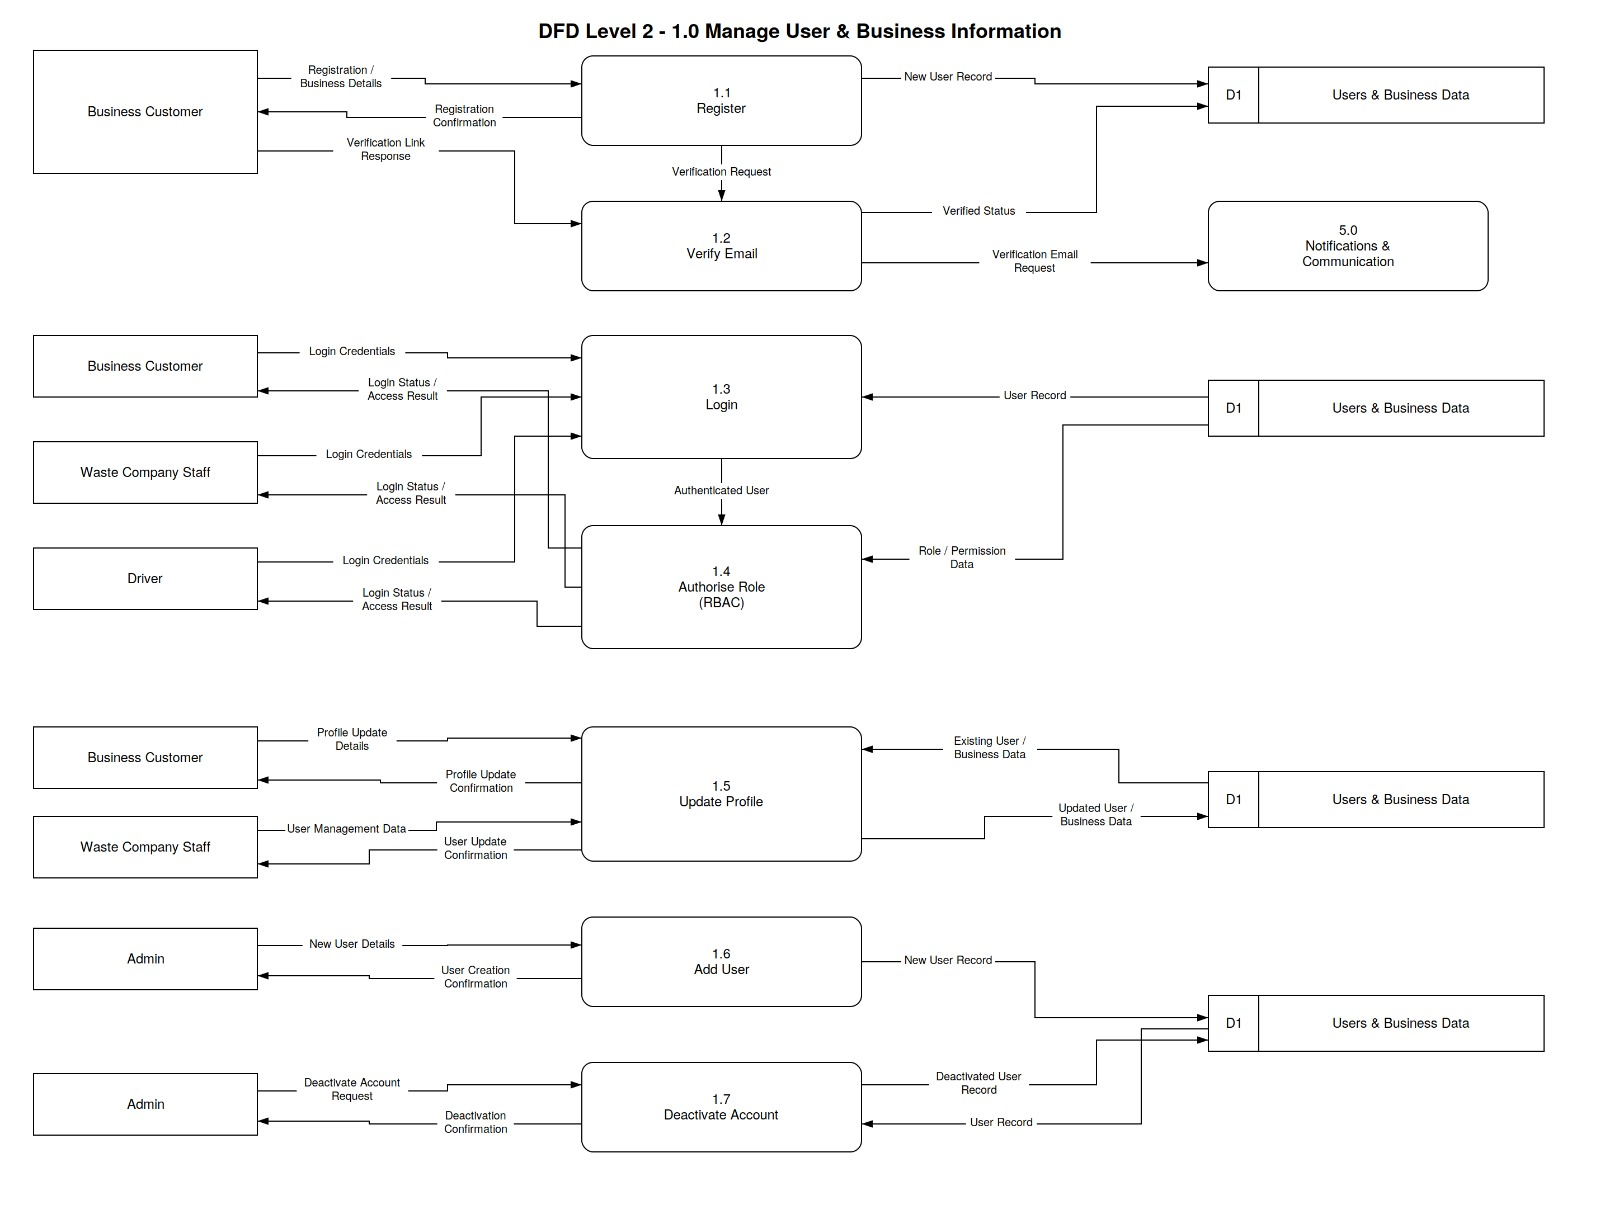 DFD Level 2 - 1.0 Manage User & Business Information
Business Customer
Registration /
Business Details
Registration
Confirmation
Verification Link
Response
1.1
Register
New User Record
D1
Users & Business Data
Verification Request
1.2
Verify Email
Verified Status
Verification Email
Request
5.0
Notifications &
Communication
Business Customer
Login Credentials
Login Status /
Access Result
1.3
Login
User Record
D1
Users & Business Data
Waste Company Staff
Login Credentials
Login Status /
Access Result
Authenticated User
Driver
Login Credentials
Login Status /
Access Result
1.4
Authorise Role
(RBAC)
Role / Permission
Data
Business Customer
Profile Update
Details
Profile Update
Confirmation
1.5
Update Profile
Existing User /
Business Data
Updated User /
Business Data
D1
Users & Business Data
Waste Company Staff
User Management Data
User Update
Confirmation
Admin
New User Details
User Creation
Confirmation
1.6
Add User
New User Record
D1
Users & Business Data
Admin
Deactivate Account
Request
Deactivation
Confirmation
1.7
Deactivate Account
Deactivated User
Record
User Record